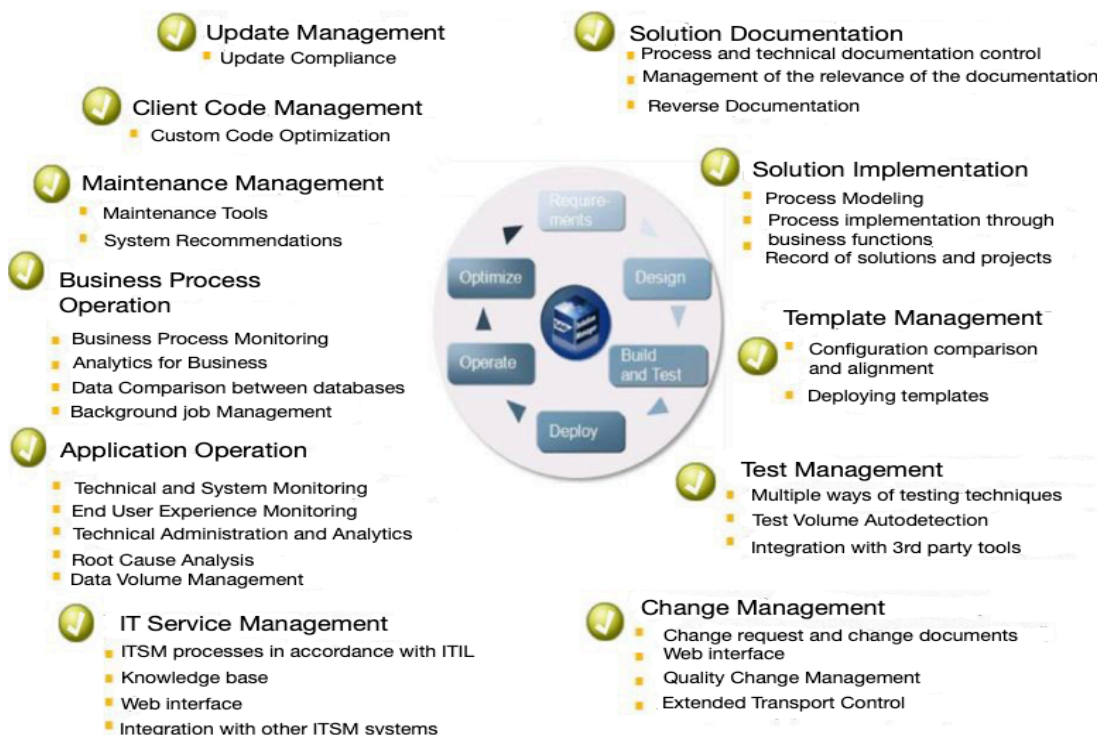 Update Management
Update Compliance
Client Code Management
Custom Code Optimization
Maintenance Management
Maintenance Tools
System Recommendations
Business Process
Operation
Business Process Monitoring
Analytics for Business
Data Comparison between databases
Background job Management
Application Operation
Technical and System Monitoring
End User Experience Monitoring
Technical Administration and Analytics
Root Cause Analysis
Data Volume Management
IT Service Management
ITSM processes in accordance with ITIL
Knowledge base
Web interface
Integration with other ITSM systems
Require-
ments
Design
Build
and Test
Deploy
Operate
Optimize
SAP Solution
Manager
Solution Documentation
Process and technical documentation control
Management of the relevance of the documentation
Reverse Documentation
Solution Implementation
Process Modeling
Process implementation through
business functions
Record of solutions and projects
Template Management
Configuration comparison
and alignment
Deploying templates
Test Management
Multiple ways of testing techniques
Test Volume Autodetection
Integration with 3rd party tools
Change Management
Change request and change documents
Web interface
Quality Change Management
Extended Transport Control